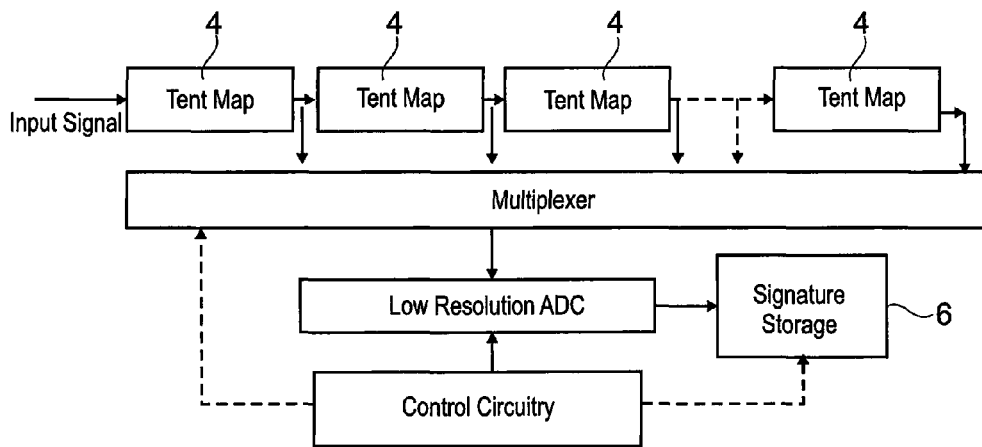 4
4
4
4
Tent Map
Tent Map
Tent Map
Tent Map
Input Signal
Multiplexer
Low Resolution ADC
Signature
Storage
6
Control Circuitry